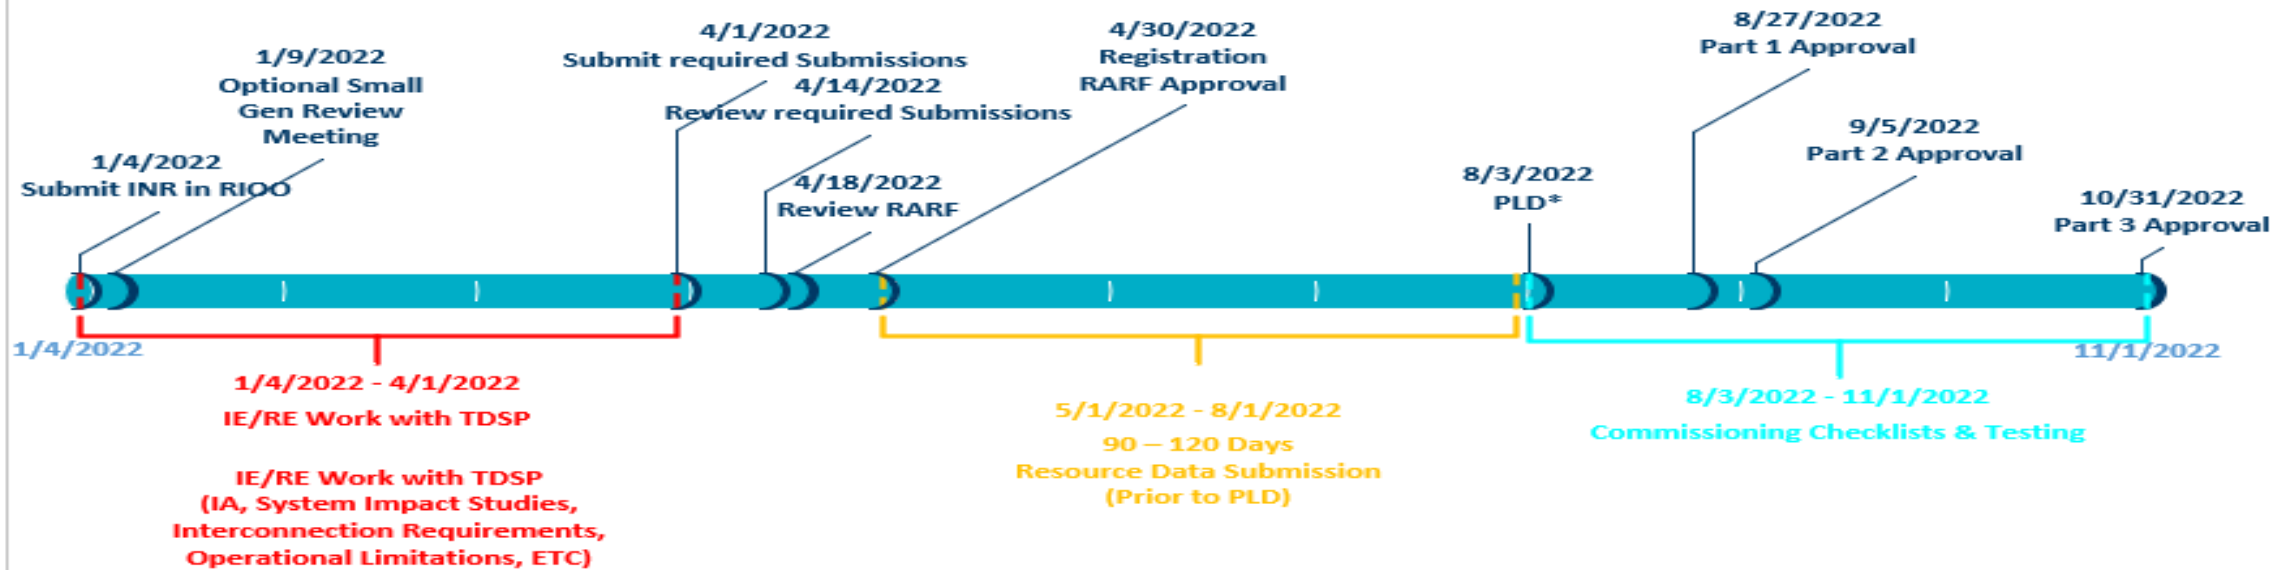 1/4/2022
Submit INR in RIOO
1/9/2022
Optional Small
Gen Review
Meeting
4/1/2022
Submit required Submissions
4/14/2022
Review required Submissions
4/18/2022
Review RARF
4/30/2022
Registration
RARF Approval
8/3/2022
PLD*
8/27/2022
Part 1 Approval
9/5/2022
Part 2 Approval
10/31/2022
Part 3 Approval
1/4/2022
11/1/2022
1/4/2022 - 4/1/2022
IE/RE Work with TDSP
IE/RE Work with TDSP
(IA, System Impact Studies,
Interconnection Requirements,
Operational Limitations, ETC)
5/1/2022 - 8/1/2022
90 – 120 Days
Resource Data Submission
(Prior to PLD)
8/3/2022 - 11/1/2022
Commissioning Checklists & Testing